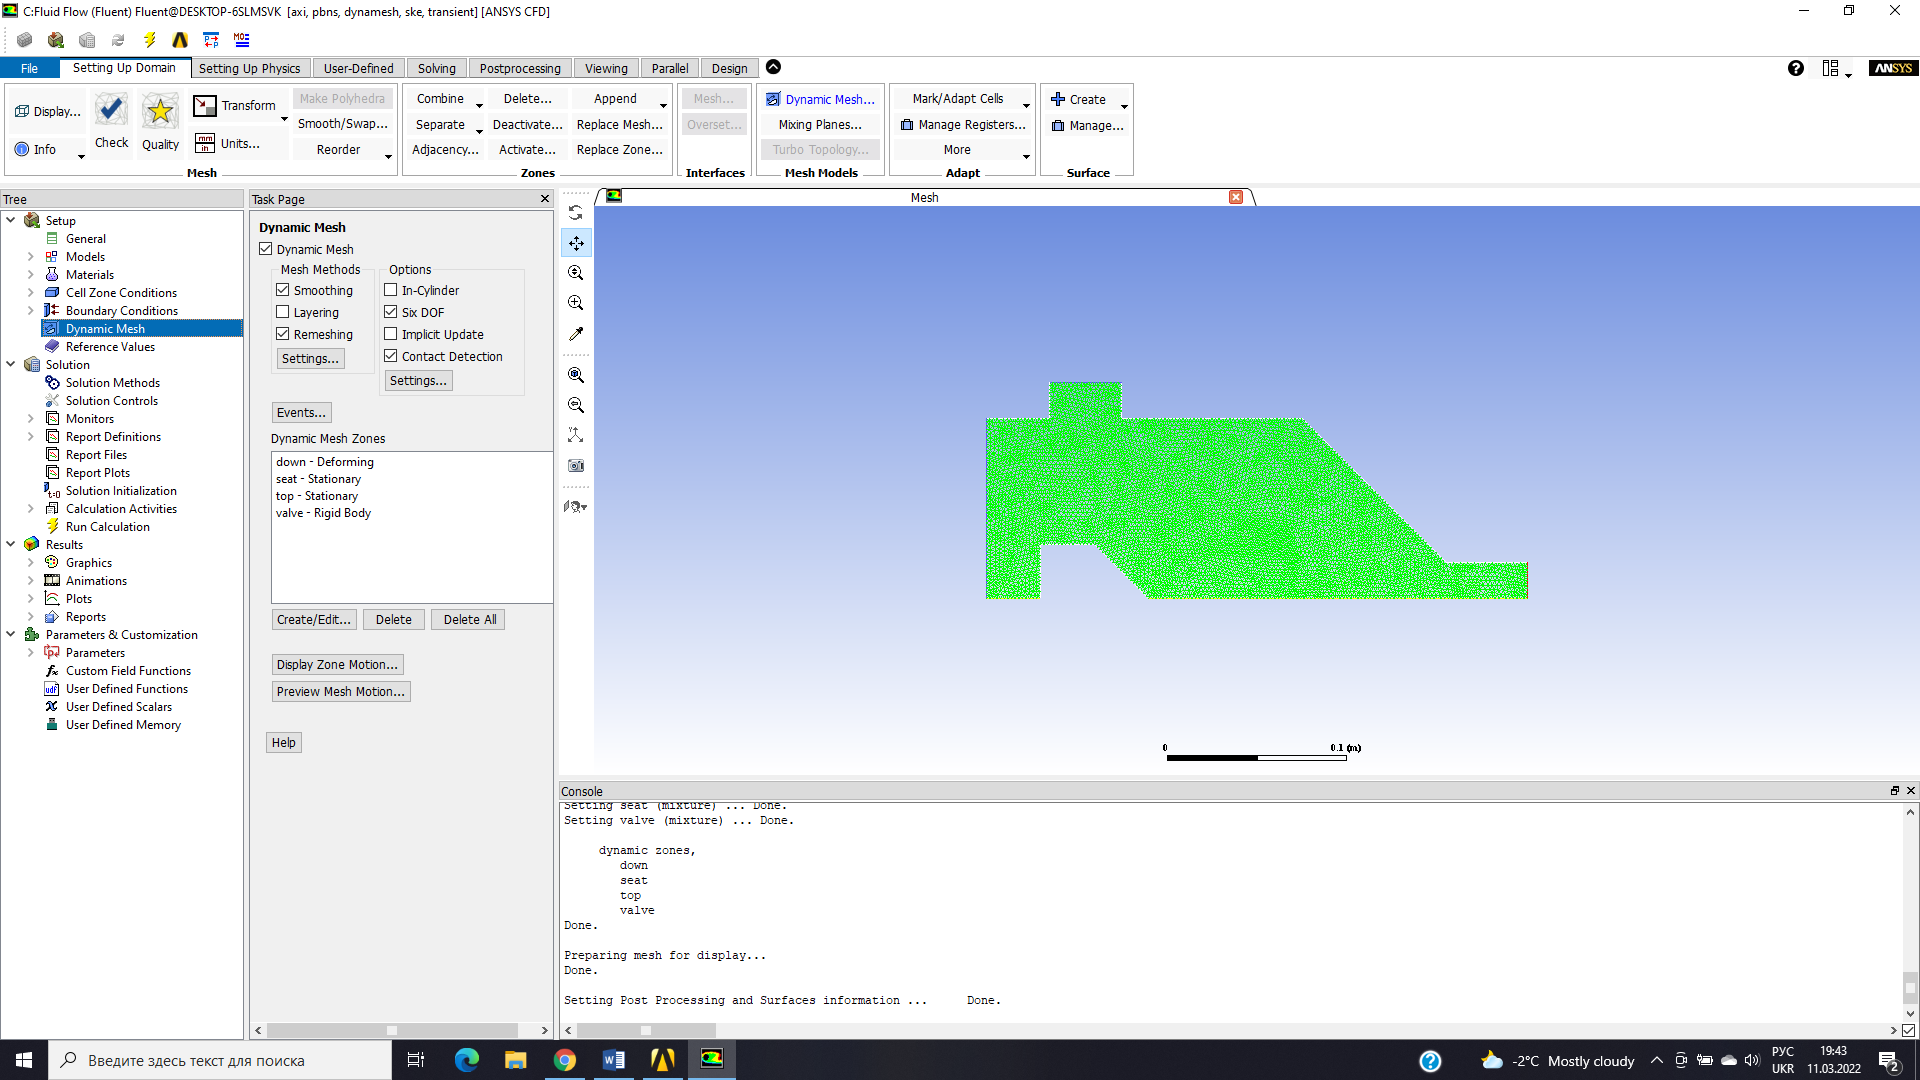 C:Fluid Flow (Fluent) Fluent@DESKTOP-6SLMSVK [axi, pbns, dynamesh, ske, transient] [ANSYS CFD]
File
Setting Up Domain
Setting Up Physics
User-Defined
Solving
Postprocessing
Viewing
Parallel
Design
ANSYS
Display...
Info
Check
Quality
Transform
Units...
Make Polyhedra
Smooth/Swap...
Reorder
Mesh
Combine
Separate
Adjacency...
Delete...
Deactivate...
Activate...
Append
Replace Mesh...
Replace Zone...
Zones
Mesh...
Overset...
Interfaces
Dynamic Mesh...
Mixing Planes...
Turbo Topology...
Mesh Models
Mark/Adapt Cells
Manage Registers...
More
Adapt
Create
Manage...
Surface
Tree
Setup
General
Models
Materials
Cell Zone Conditions
Boundary Conditions
Dynamic Mesh
Reference Values
Solution
Solution Methods
Solution Controls
Monitors
Report Definitions
Report Files
Report Plots
Solution Initialization
Calculation Activities
Run Calculation
Results
Graphics
Animations
Plots
Reports
Parameters & Customization
Parameters
Custom Field Functions
User Defined Functions
User Defined Scalars
User Defined Memory
Task Page
Dynamic Mesh
Dynamic Mesh
Mesh Methods
Smoothing
Layering
Remeshing
Settings...
Options
In-Cylinder
Six DOF
Implicit Update
Contact Detection
Settings...
Events...
Dynamic Mesh Zones
down - Deforming
seat - Stationary
top - Stationary
valve - Rigid Body
Create/Edit...
Delete
Delete All
Display Zone Motion...
Preview Mesh Motion...
Help
Mesh
0
0.1 (m)
Console
Setting seat (mixture) ... Done.
Setting valve (mixture) ... Done.
dynamic zones,
down
seat
top
valve
Done.
Preparing mesh for display...
Done.
Setting Post Processing and Surfaces information ... Done.
Введите здесь текст для поиска
-2°C Mostly cloudy
РУС
UKR
19:43
11.03.2022
2